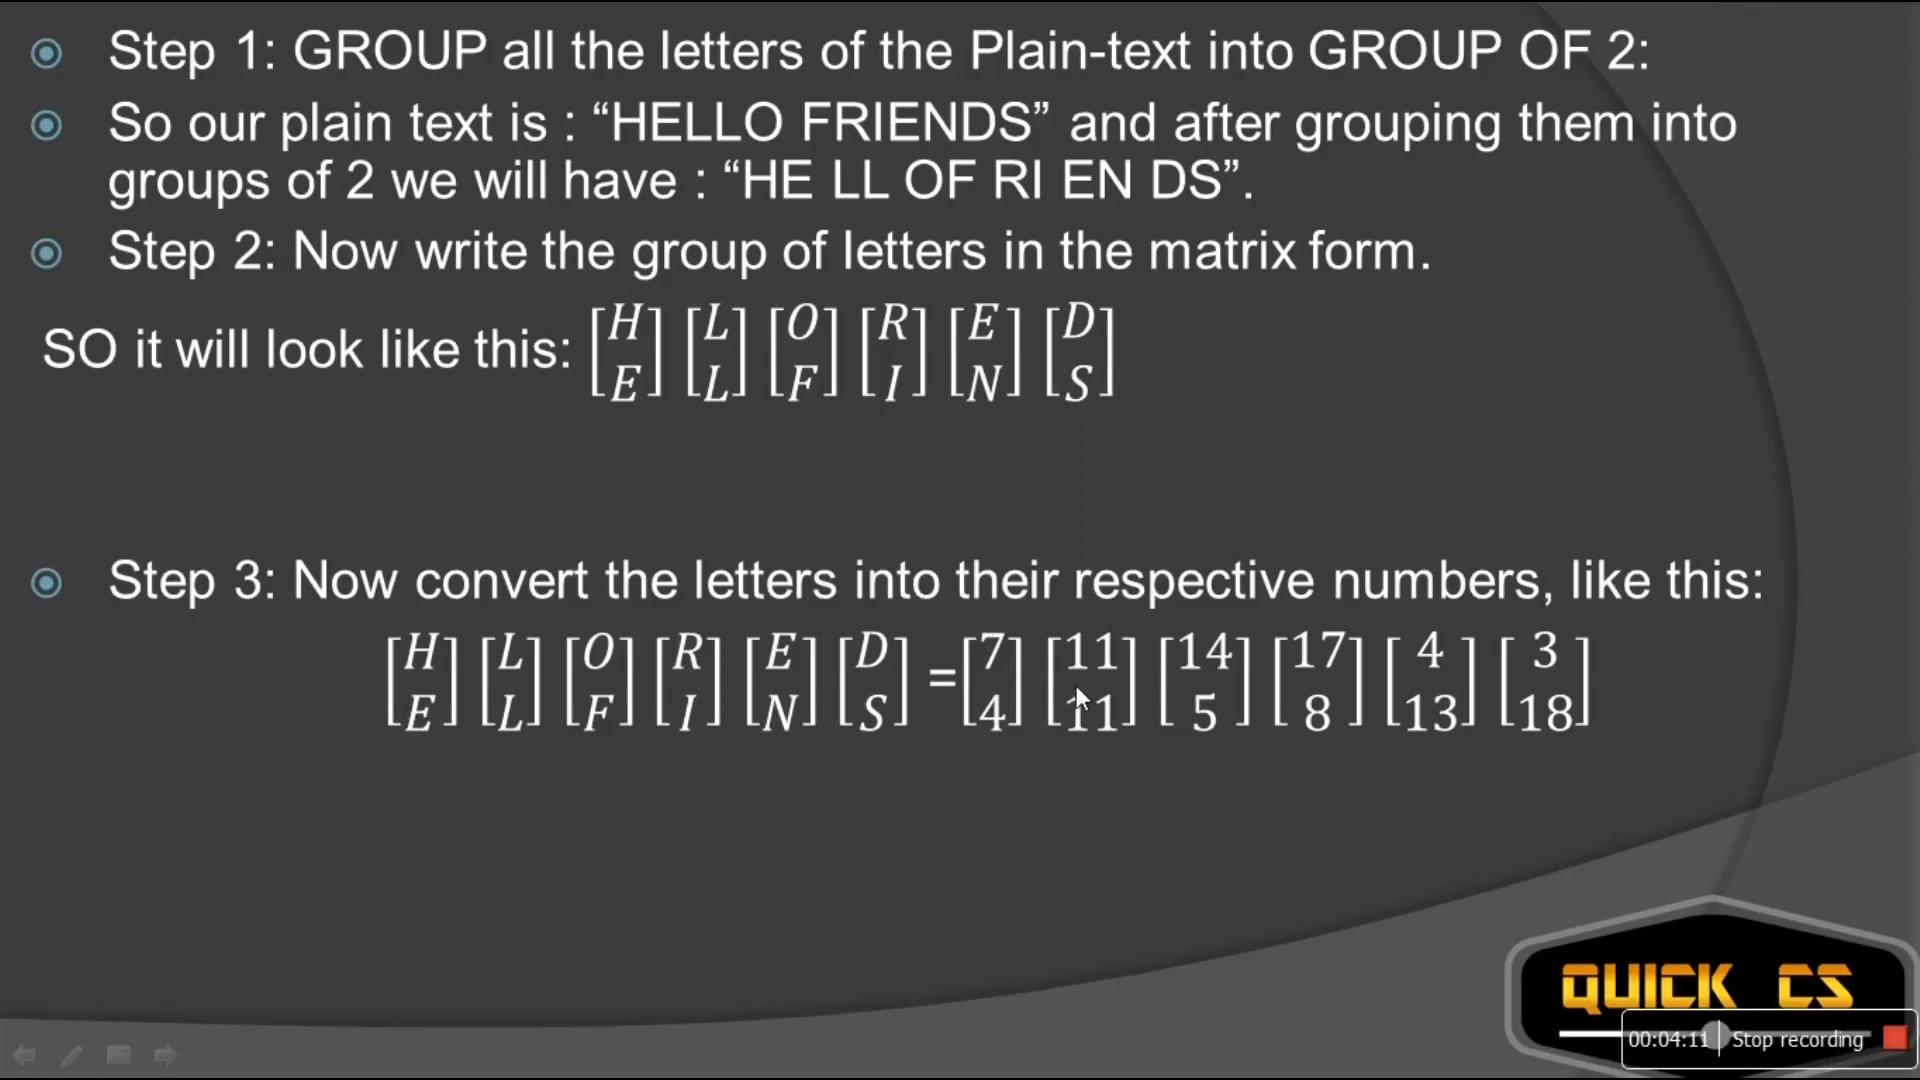 Step 1: GROUP all the letters of the Plain-text into GROUP OF 2:
So our plain text is : “HELLO FRIENDS” and after grouping them into
groups of 2 we will have : “HE LL OF RI EN DS”.
Step 2: Now write the group of letters in the matrix form.
SO it will look like this: [H E] [L L] [O F] [R I] [E N] [D S]
Step 3: Now convert the letters into their respective numbers, like this:
[H E] [L L] [O F] [R I] [E N] [D S] = [7 4] [11 11] [14 5] [17 8] [4 13] [3 18]
QUICK CS
00:04:11 Stop recording